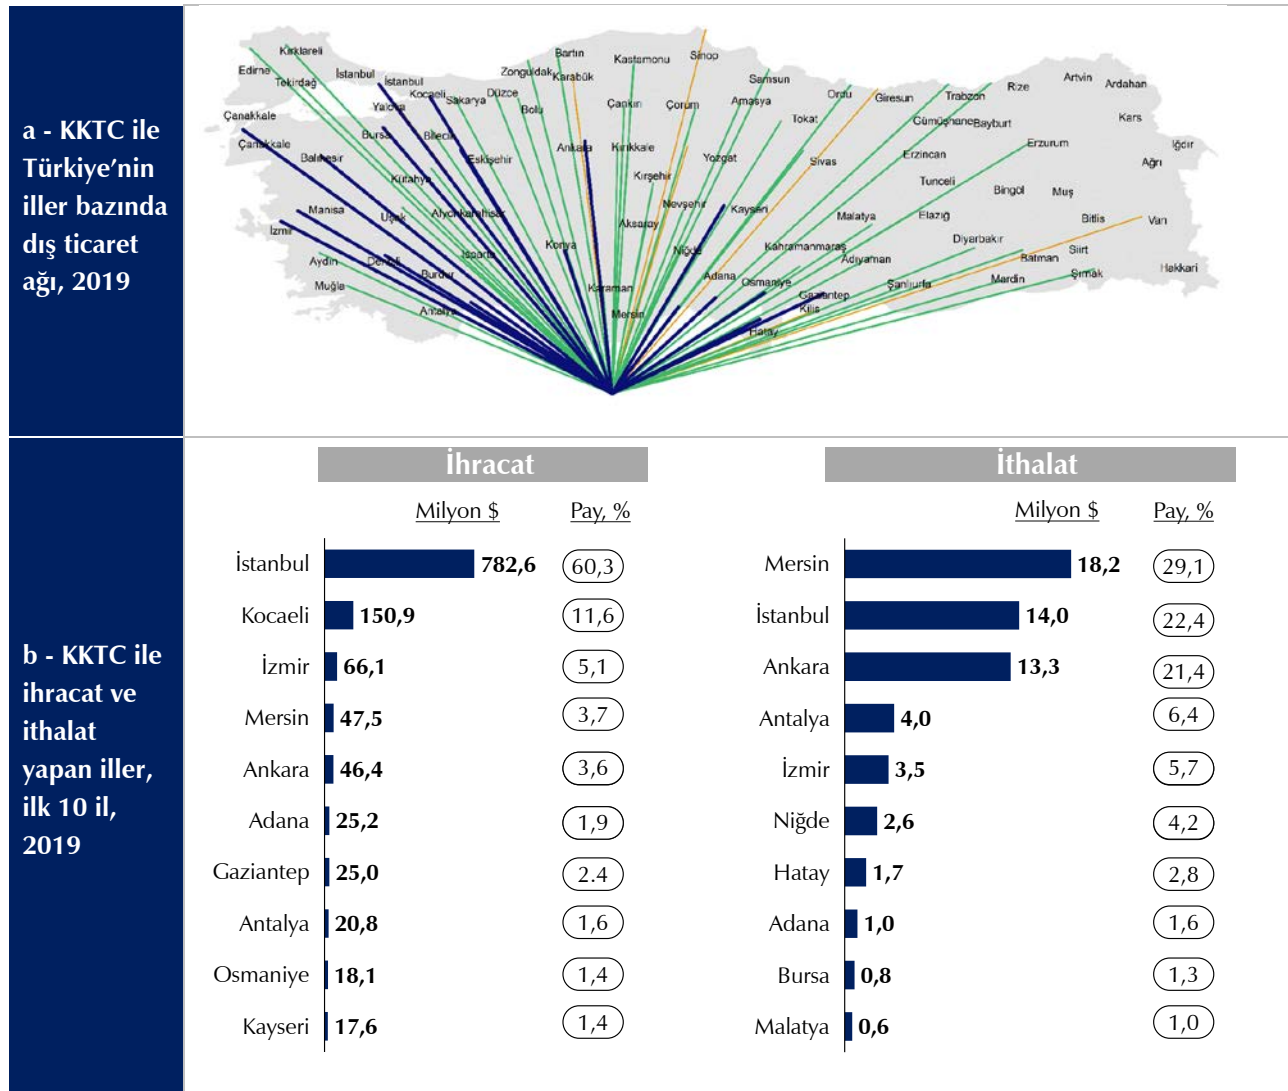 a - KKTC ile
Türkiye’nin
iller bazında
dış ticaret
ağı, 2019
Kırklareli
Edirne
Tekirdağ
İstanbul
İstanbul
Kocaeli
Sakarya
Düzce
Zonguldak
Karabük
Bartın
Kastamonu
Sinop
Samsun
Ordu
Giresun
Trabzon
Rize
Artvin
Ardahan
Çanakkale
Çanakkale
Yalova
Bursa
Bilecik
Bolu
Çankırı
Çorum
Amasya
Tokat
Gümüşhane
Bayburt
Kars
Iğdır
Balıkesir
Kütahya
Eskişehir
Ankara
Kırıkkale
Kırşehir
Yozgat
Sivas
Erzincan
Erzurum
Ağrı
Tunceli
Bingöl
Muş
Manisa
Uşak
Afyonkarahisar
Nevşehir
Kayseri
Aksaray
Malatya
Elazığ
Bitlis
Van
İzmir
Aydın
Denizli
Isparta
Konya
Niğde
Kahramanmaraş
Adıyaman
Diyarbakır
Batman
Siirt
Hakkari
Muğla
Burdur
Antalya
Karaman
Mersin
Adana
Osmaniye
Gaziantep
Kilis
Hatay
Şanlıurfa
Mardin
Şırnak
b - KKTC ile
ihracat ve
ithalat
yapan iller,
ilk 10 il,
2019
İhracat
Milyon $ Pay, %
İstanbul 782,6 60,3
Kocaeli 150,9 11,6
İzmir 66,1 5,1
Mersin 47,5 3,7
Ankara 46,4 3,6
Adana 25,2 1,9
Gaziantep 25,0 2.4
Antalya 20,8 1,6
Osmaniye 18,1 1,4
Kayseri 17,6 1,4
İthalat
Milyon $ Pay, %
Mersin 18,2 29,1
İstanbul 14,0 22,4
Ankara 13,3 21,4
Antalya 4,0 6,4
İzmir 3,5 5,7
Niğde 2,6 4,2
Hatay 1,7 2,8
Adana 1,0 1,6
Bursa 0,8 1,3
Malatya 0,6 1,0